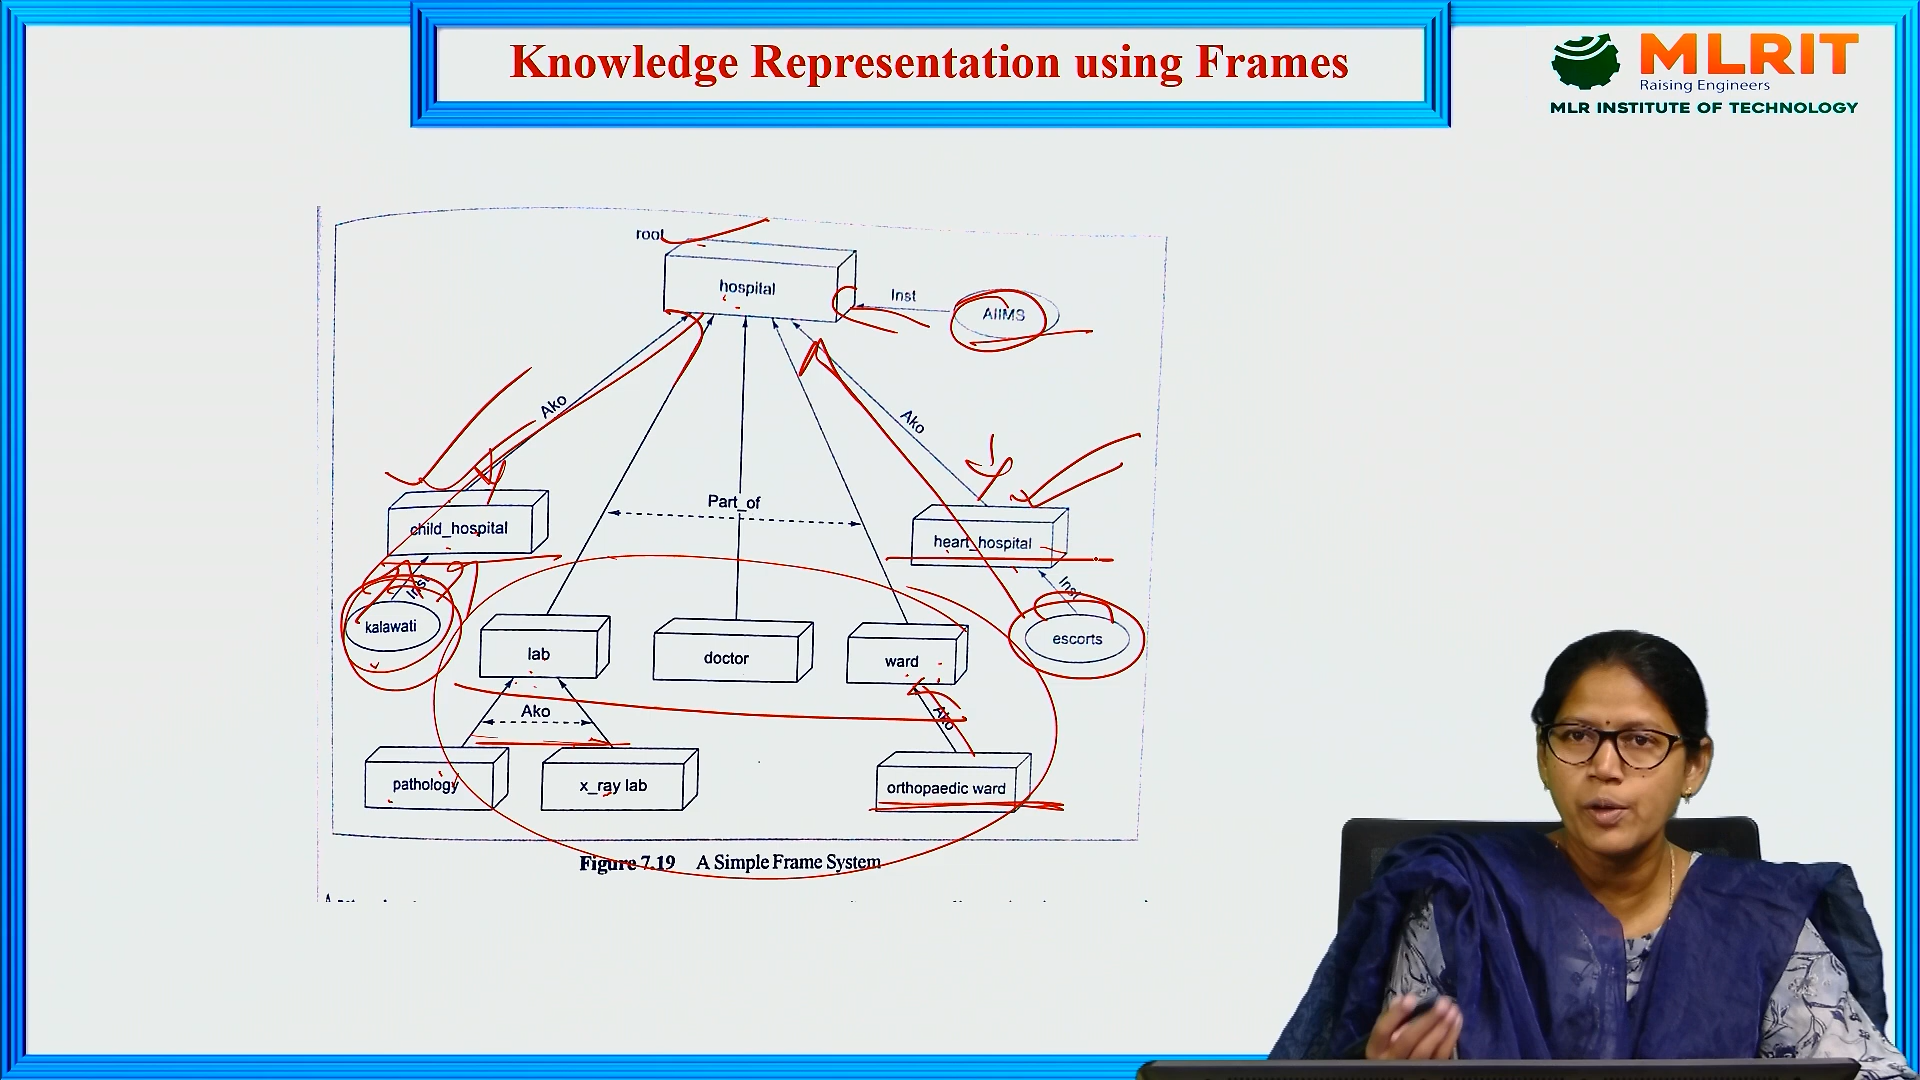 Knowledge Representation using Frames
MLRIT
Raising Engineers
MLR INSTITUTE OF TECHNOLOGY
root
hospital
Inst
AIIMS
Ako
Ako
Part_of
child_hospital
heart_hospital
Inst
Inst
kalawati
escorts
lab
doctor
ward
Ako
Ako
pathology
x_ray lab
orthopaedic ward
Figure 7.19 A Simple Frame System